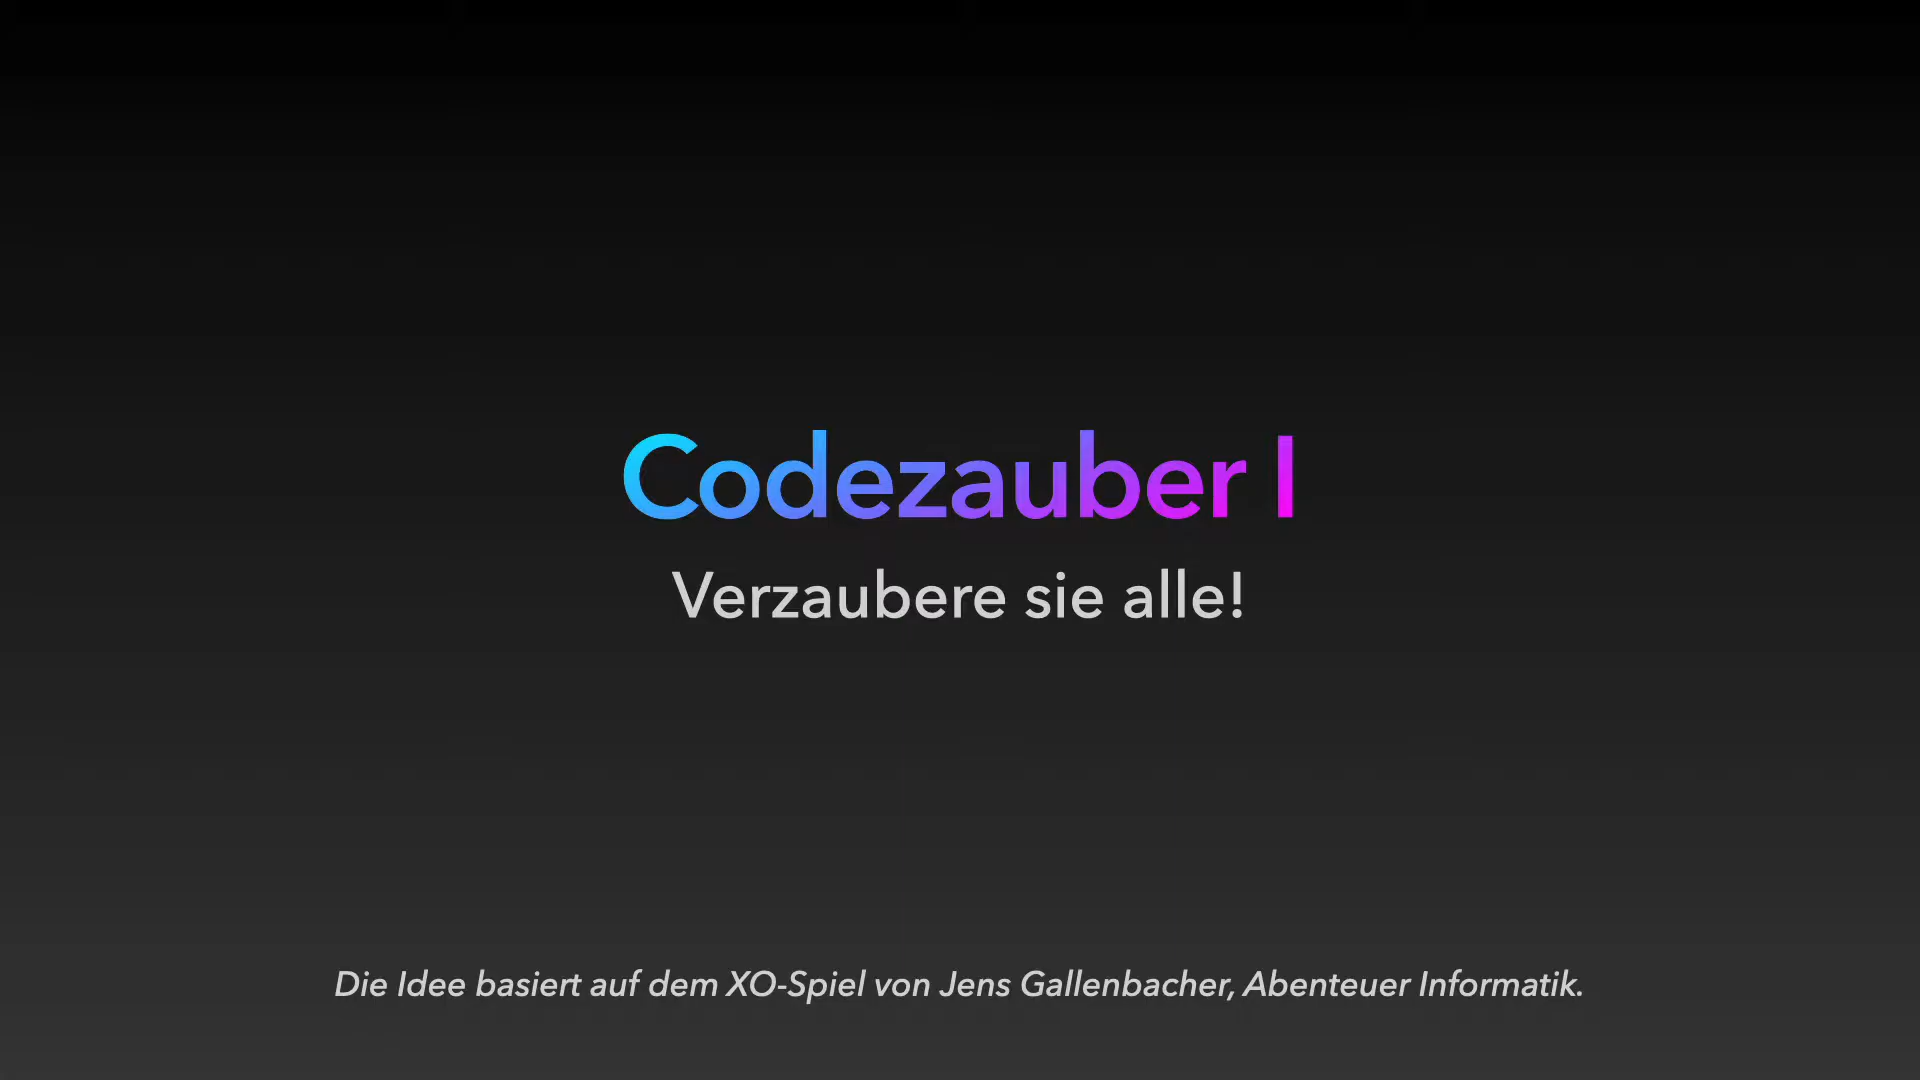 Codezauber I
Verzaubere sie alle!
Die Idee basiert auf dem XO-Spiel von Jens Gallenbacher, Abenteuer Informatik.